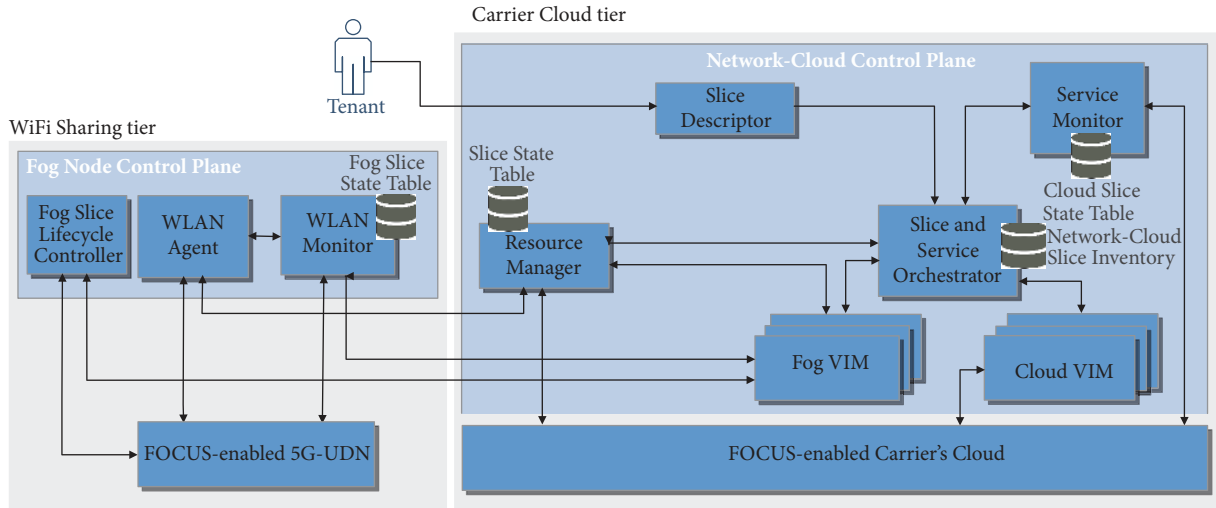 Carrier Cloud tier
Network-Cloud Control Plane
Tenant
Slice
Descriptor
Service
Monitor
WiFi Sharing tier
Fog Node Control Plane
Fog Slice
State Table
Slice State
Table
Cloud Slice
State Table
Network-Cloud
Slice Inventory
Fog Slice
Lifecycle
Controller
WLAN
Agent
WLAN
Monitor
Resource
Manager
Slice and
Service
Orchestrator
Fog VIM
Cloud VIM
FOCUS-enabled 5G-UDN
FOCUS-enabled Carrier's Cloud